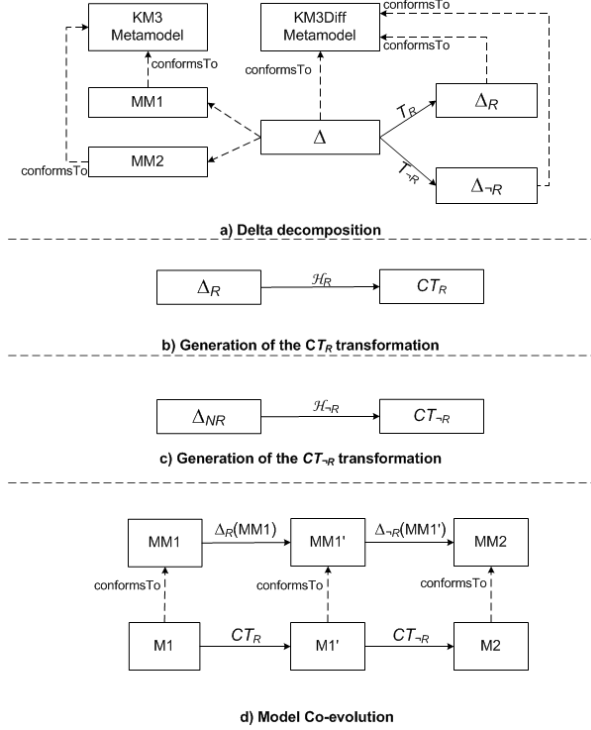 KM3
Metamodel
KM3Diff
Metamodel
conformsTo
conformsTo
conformsTo
conformsTo
MM1
Δ
T_R
Δ_R
MM2
conformsTo
T_¬R
Δ_¬R
a) Delta decomposition
Δ_R
ℋ_R
CT_R
b) Generation of the CT_R transformation
Δ_NR
ℋ_¬R
CT_¬R
c) Generation of the CT_¬R transformation
MM1
Δ_R(MM1)
MM1'
Δ_¬R(MM1')
MM2
conformsTo
conformsTo
conformsTo
M1
CT_R
M1'
CT_¬R
M2
d) Model Co-evolution